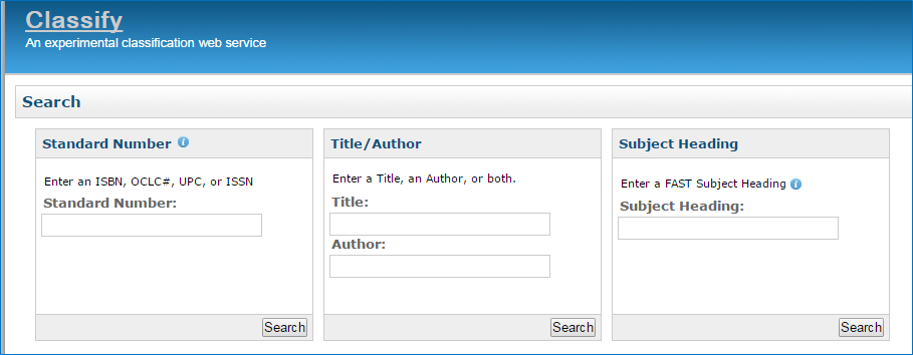 Classify
An experimental classification web service
Search
Standard Number i
Enter an ISBN, OCLC#, UPC, or ISSN
Standard Number:
Search
Title/Author
Enter a Title, an Author, or both.
Title:
Author:
Search
Subject Heading
Enter a FAST Subject Heading i
Subject Heading:
Search